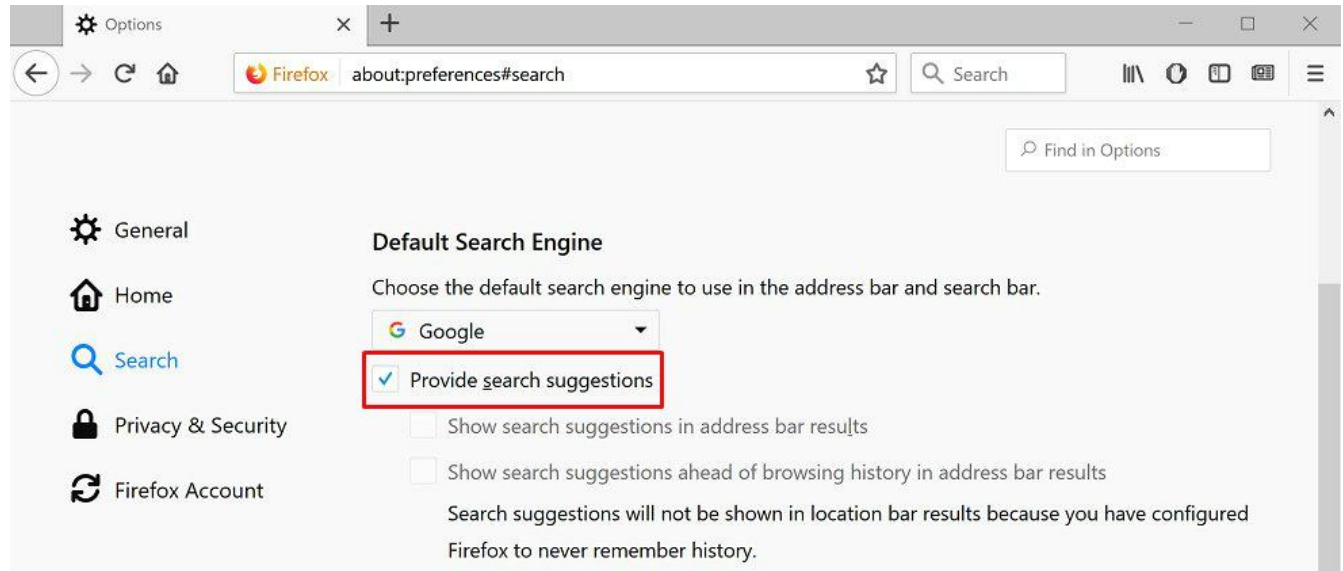 Options
Firefox about:preferences#search Search
Find in Options
General
Home
Search
Privacy & Security
Firefox Account
Default Search Engine
Choose the default search engine to use in the address bar and search bar.
Google
Provide search suggestions
Show search suggestions in address bar results
Show search suggestions ahead of browsing history in address bar results
Search suggestions will not be shown in location bar results because you have configured
Firefox to never remember history.